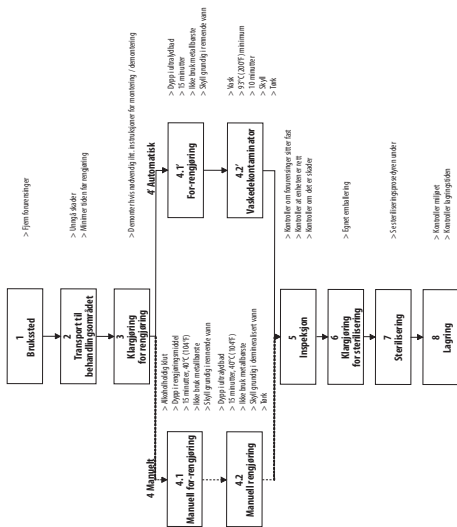 1
Brukssted
> Fjern forurensninger
2
Transport til
behandlingsområdet
> Unngå skader
> Minimer tiden før rengjøring
3
Klargjøring
for rengjøring
> Demonter hvis nødvendig iht. instruksjoner for montering / demontering
4 Manuelt
4.1
Manuell for-rengjøring
> Alkoholholdig klut
> Dypp i rengjøringsmiddel
> 15 minutter, 40°C (104°F)
> Ikke bruk metallbørste
> Skyll grundig i rennende vann
4.2
Manuell rengjøring
> Dypp i ultralydbad
> 15 minutter, 40°C (104°F)
> Ikke bruk metallbørste
> Skyll grundig i demineralisert vann
> Tørk
4' Automatisk
4.1'
For-rengjøring
> Dypp i ultralydbad
> 15 minutter
> Ikke bruk metallbørste
> Skyll grundig i rennende vann
4.2'
Vaskedekontaminator
> Vask
> 93°C (200°F) minimum
> 10 minutter
> Skyll
> Tørk
5
Inspeksjon
> Kontroller om forurensinger sitter fast
> Kontroller at enheten er rett
> Kontroller om det er skader
6
Klargjøring
for sterilisering
> Egnet emballering
7
Sterilisering
> Se steriliseringsprosedyren under
8
Lagring
> Kontroller miljøet
> Kontroller lagringstiden